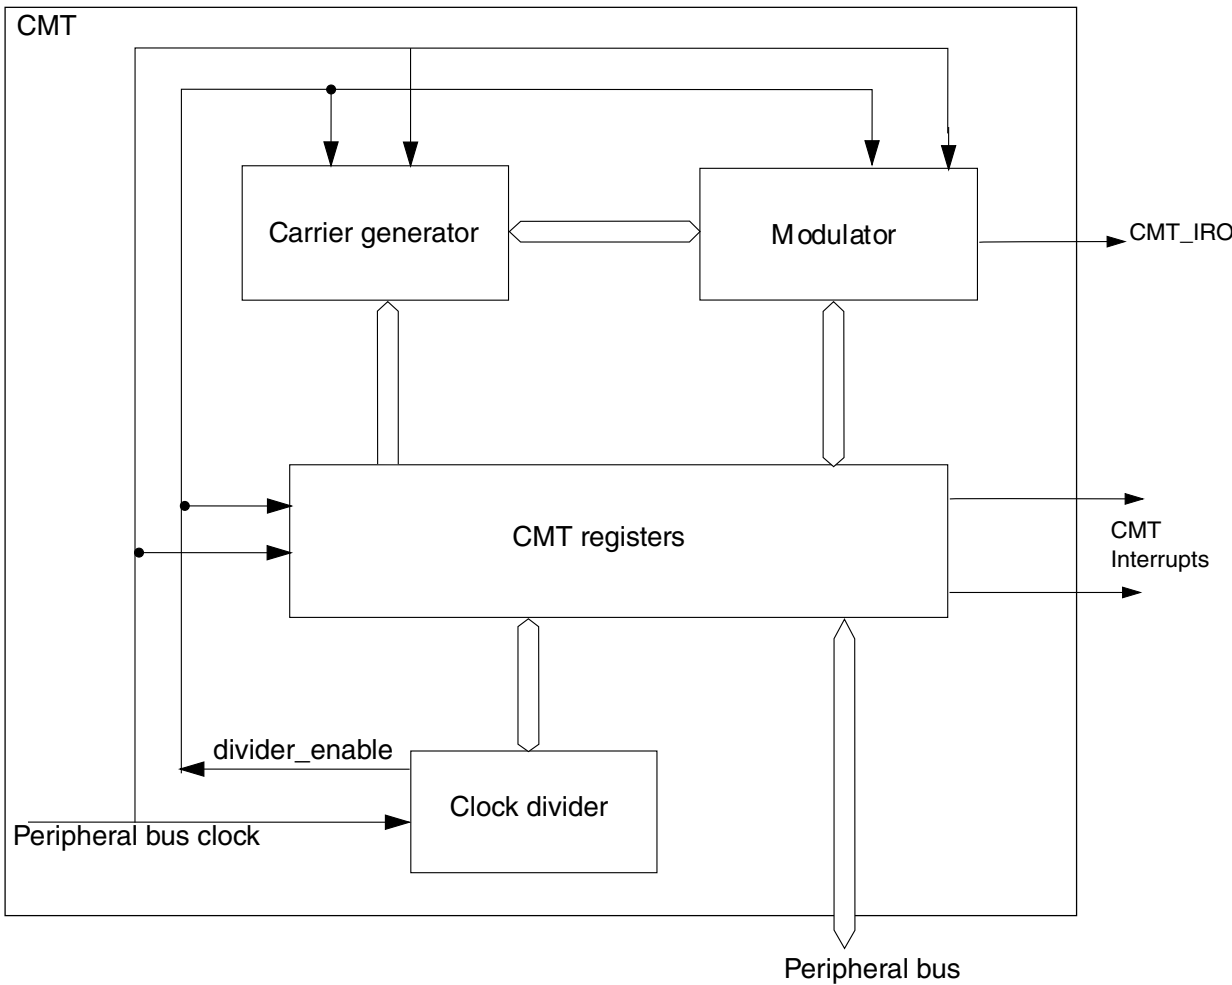 CMT
Carrier generator
Modulator
CMT_IRO
CMT registers
CMT
Interrupts
divider_enable
Clock divider
Peripheral bus clock
Peripheral bus